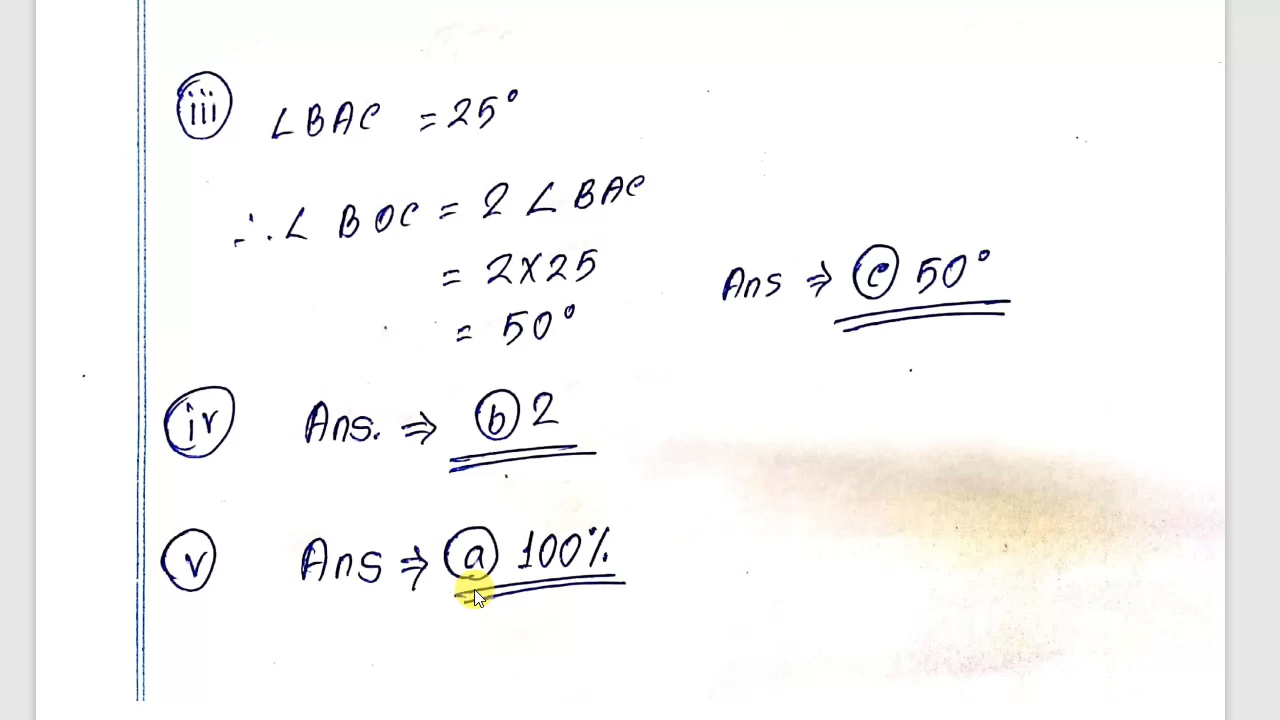 iii ∠BAC = 25°
∴ ∠BOC = 2 ∠BAC
= 2×25
= 50°
Ans ⇒ c 50°
iv Ans. ⇒ b 2
v Ans ⇒ a 100%